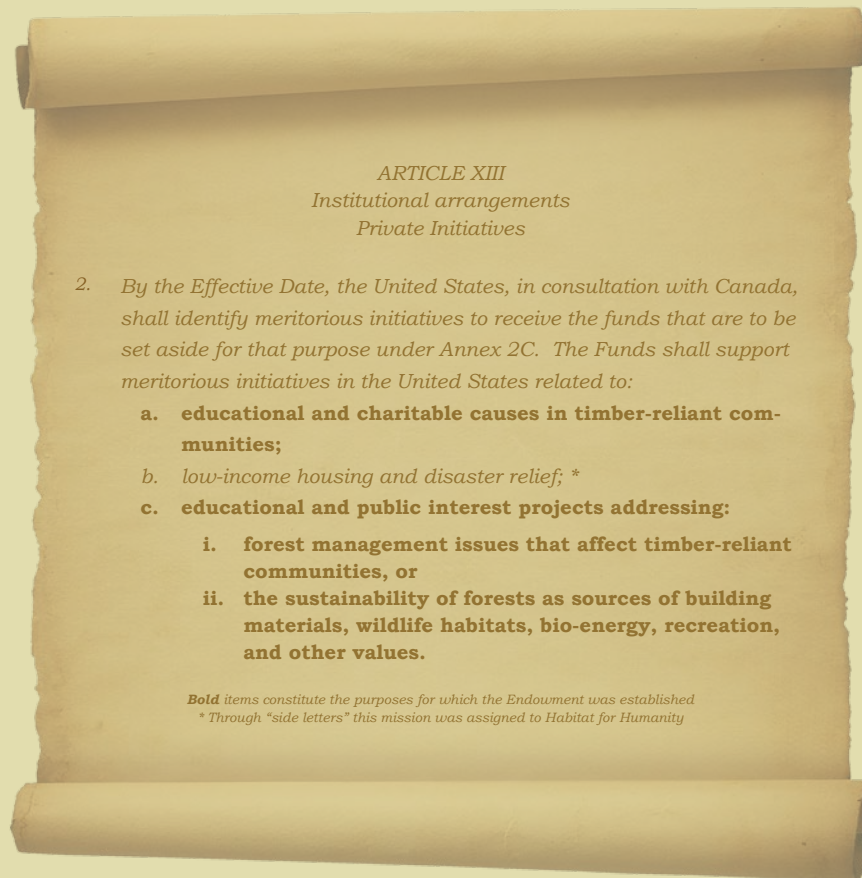 ARTICLE XIII
Institutional arrangements
Private Initiatives
2. By the Effective Date, the United States, in consultation with Canada,
shall identify meritorious initiatives to receive the funds that are to be
set aside for that purpose under Annex 2C.  The Funds shall support
meritorious initiatives in the United States related to:
a. educational and charitable causes in timber-reliant com-
munities;
b. low-income housing and disaster relief; *
c. educational and public interest projects addressing:
i. forest management issues that affect timber-reliant
communities, or
ii. the sustainability of forests as sources of building
materials, wildlife habitats, bio-energy, recreation,
and other values.
Bold items constitute the purposes for which the Endowment was established
* Through “side letters” this mission was assigned to Habitat for Humanity